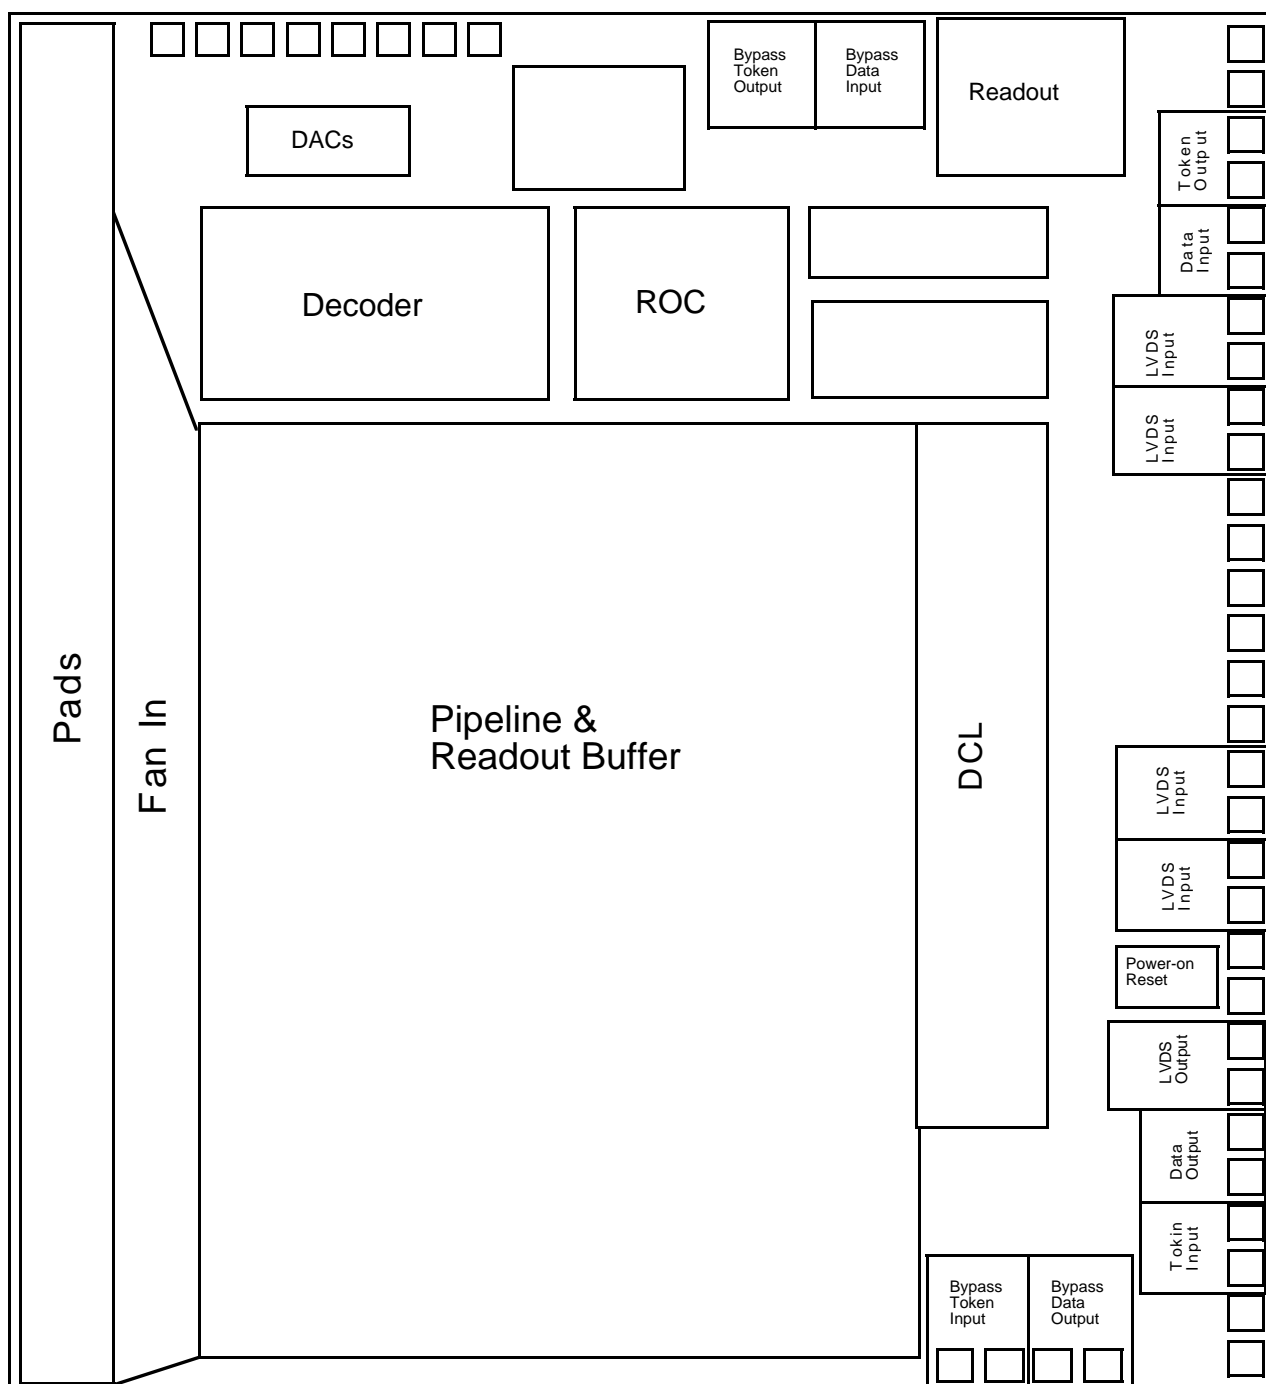 Bypass
Token
Output
Bypass
Data
Input
Readout
DACs
Token
Output
Data
Input
Decoder
ROC
LVDS
Input
LVDS
Input
Pads
Fan In
Pipeline &
Readout Buffer
DCL
LVDS
Input
LVDS
Input
Power-on
Reset
LVDS
Output
Data
Output
Tokin
Input
Bypass
Token
Input
Bypass
Data
Output